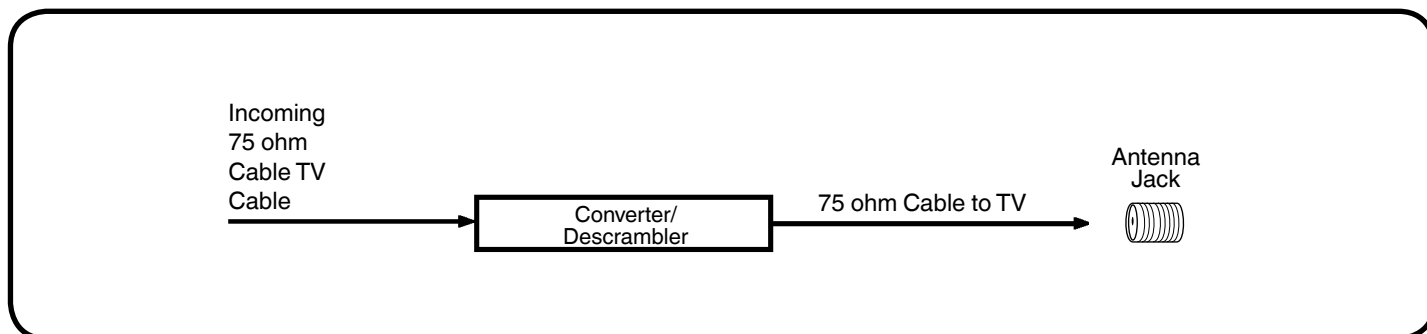 Incoming
75 ohm
Cable TV
Cable
Converter/
Descrambler
75 ohm Cable to TV
Antenna
Jack